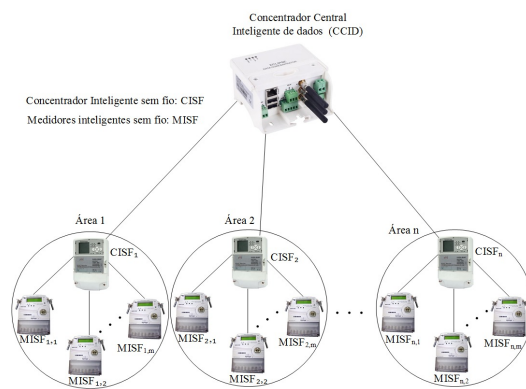 Concentrador Central
Inteligente de dados (CCID)
Concentrador Inteligente sem fio: CISF
Medidores inteligentes sem fio: MISF
Área 1
Área 2
Área n
CISF₁
CISF₂
CISFₙ
MISF₁,₁
MISF₁,₂
MISF₁,ₘ
MISF₂,₁
MISF₂,₂
MISF₂,ₘ
MISFₙ,₁
MISFₙ,₂
MISFₙ,ₘ